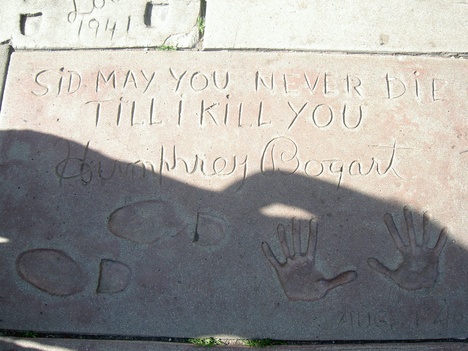 1941
SID MAY YOU NEVER DIE
TILL I KILL YOU
Humphrey Bogart